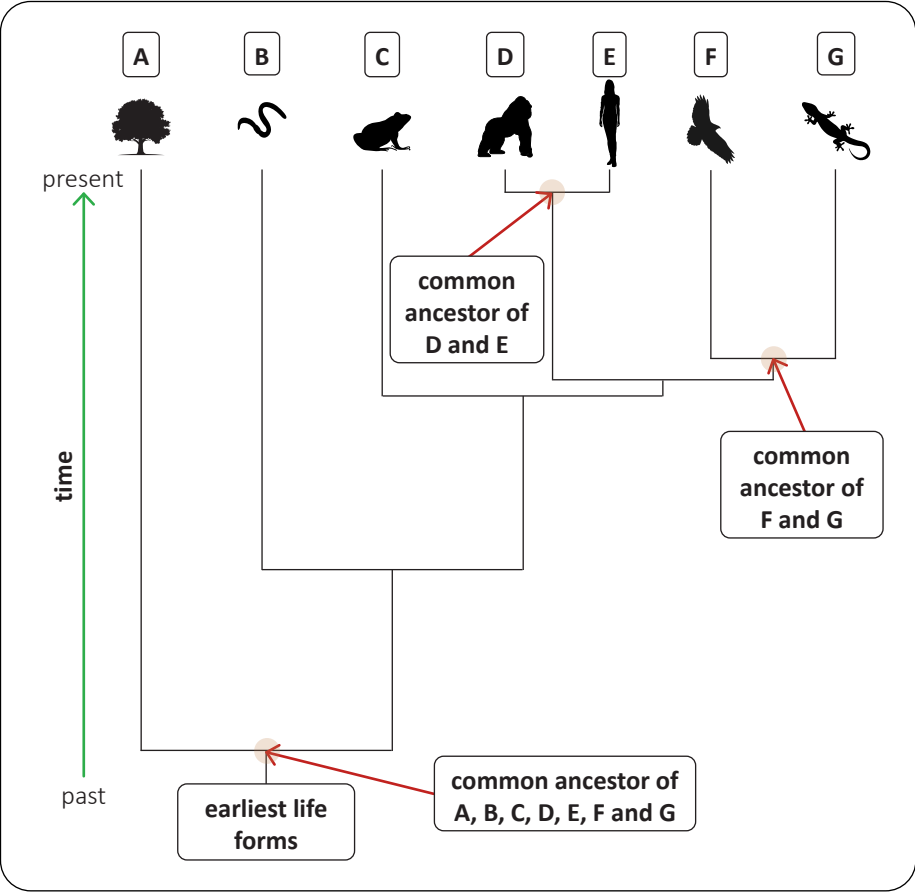 A
B
C
D
E
F
G
present
common
ancestor of
D and E
common
ancestor of
F and G
time
common ancestor of
A, B, C, D, E, F and G
past
earliest life
forms